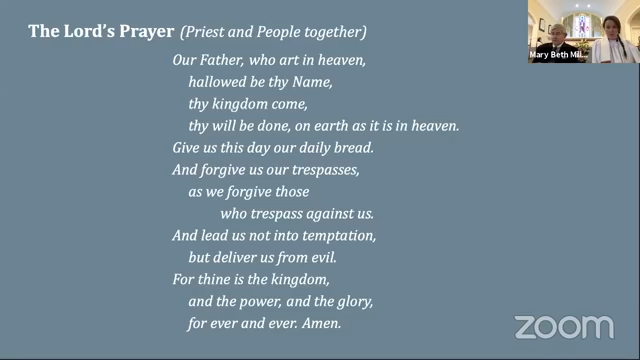 The Lord's Prayer (Priest and People together)
Our Father, who art in heaven,
hallowed be thy Name,
thy kingdom come,
thy will be done, on earth as it is in heaven.
Give us this day our daily bread.
And forgive us our trespasses,
as we forgive those
who trespass against us.
And lead us not into temptation,
but deliver us from evil.
For thine is the kingdom,
and the power, and the glory,
for ever and ever. Amen.
Mary Beth Mil...
zoom